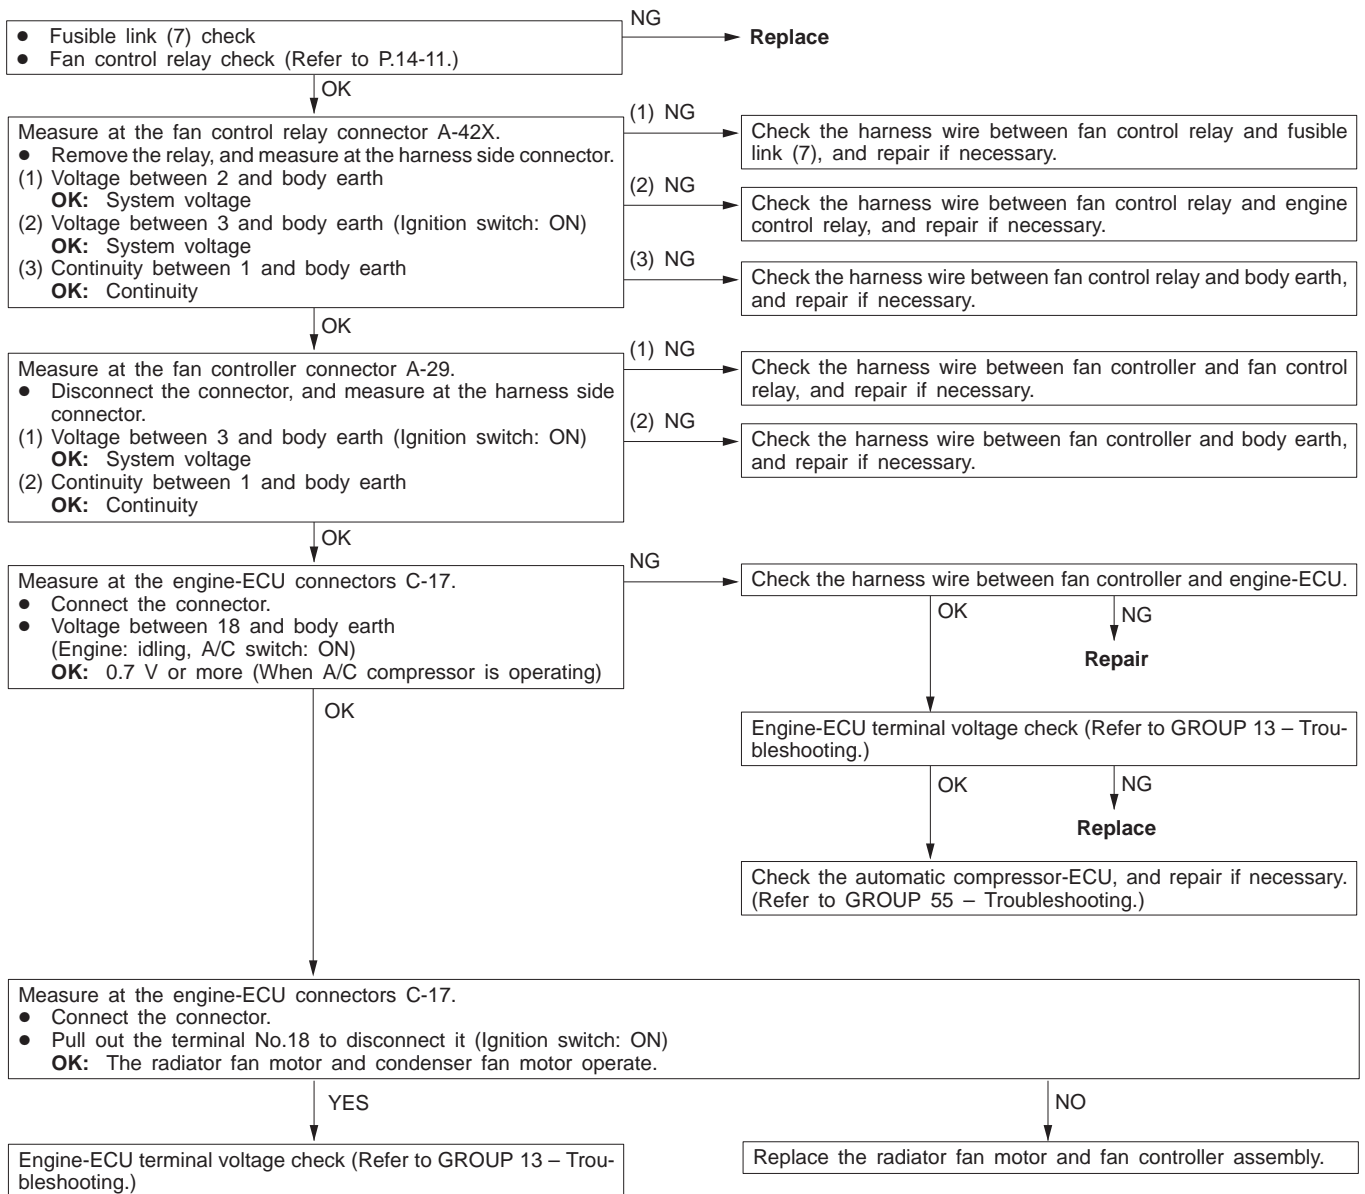 ● Fusible link (7) check
● Fan control relay check (Refer to P.14-11.)
NG
Replace
OK
Measure at the fan control relay connector A-42X.
● Remove the relay, and measure at the harness side connector.
(1) Voltage between 2 and body earth
OK: System voltage
(2) Voltage between 3 and body earth (Ignition switch: ON)
OK: System voltage
(3) Continuity between 1 and body earth
OK: Continuity
(1) NG
Check the harness wire between fan control relay and fusible
link (7), and repair if necessary.
(2) NG
Check the harness wire between fan control relay and engine
control relay, and repair if necessary.
(3) NG
Check the harness wire between fan control relay and body earth,
and repair if necessary.
OK
Measure at the fan controller connector A-29.
● Disconnect the connector, and measure at the harness side
connector.
(1) Voltage between 3 and body earth (Ignition switch: ON)
OK: System voltage
(2) Continuity between 1 and body earth
OK: Continuity
(1) NG
Check the harness wire between fan controller and fan control
relay, and repair if necessary.
(2) NG
Check the harness wire between fan controller and body earth,
and repair if necessary.
OK
Measure at the engine-ECU connectors C-17.
● Connect the connector.
● Voltage between 18 and body earth
(Engine: idling, A/C switch: ON)
OK: 0.7 V or more (When A/C compressor is operating)
NG
Check the harness wire between fan controller and engine-ECU.
OK
NG
Repair
Engine-ECU terminal voltage check (Refer to GROUP 13 – Trou-
bleshooting.)
OK
NG
Replace
Check the automatic compressor-ECU, and repair if necessary.
(Refer to GROUP 55 – Troubleshooting.)
OK
Measure at the engine-ECU connectors C-17.
● Connect the connector.
● Pull out the terminal No.18 to disconnect it (Ignition switch: ON)
OK: The radiator fan motor and condenser fan motor operate.
YES
NO
Engine-ECU terminal voltage check (Refer to GROUP 13 – Trou-
bleshooting.)
Replace the radiator fan motor and fan controller assembly.